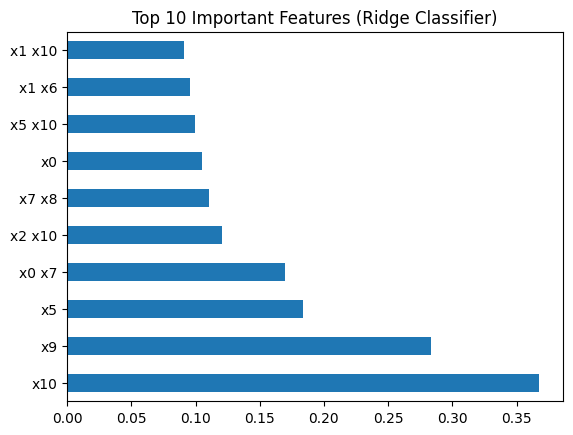 Top 10 Important Features (Ridge Classifier)
x1 x10
x1 x6
x5 x10
x0
x7 x8
x2 x10
x0 x7
x5
x9
x10
0.00 0.05 0.10 0.15 0.20 0.25 0.30 0.35